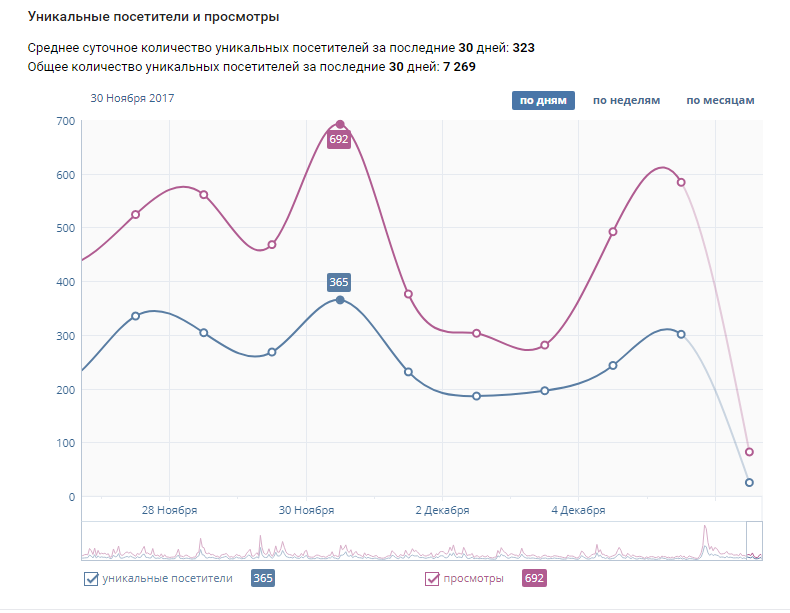 Уникальные посетители и просмотры
Среднее суточное количество уникальных посетителей за последние 30 дней: 323
Общее количество уникальных посетителей за последние 30 дней: 7 269
30 Ноября 2017 по дням по неделям по месяцам
700
692
600
500
400
365
300
200
100
0
28 Ноября 30 Ноября 2 Декабря 4 Декабря
уникальные посетители 365 просмотры 692